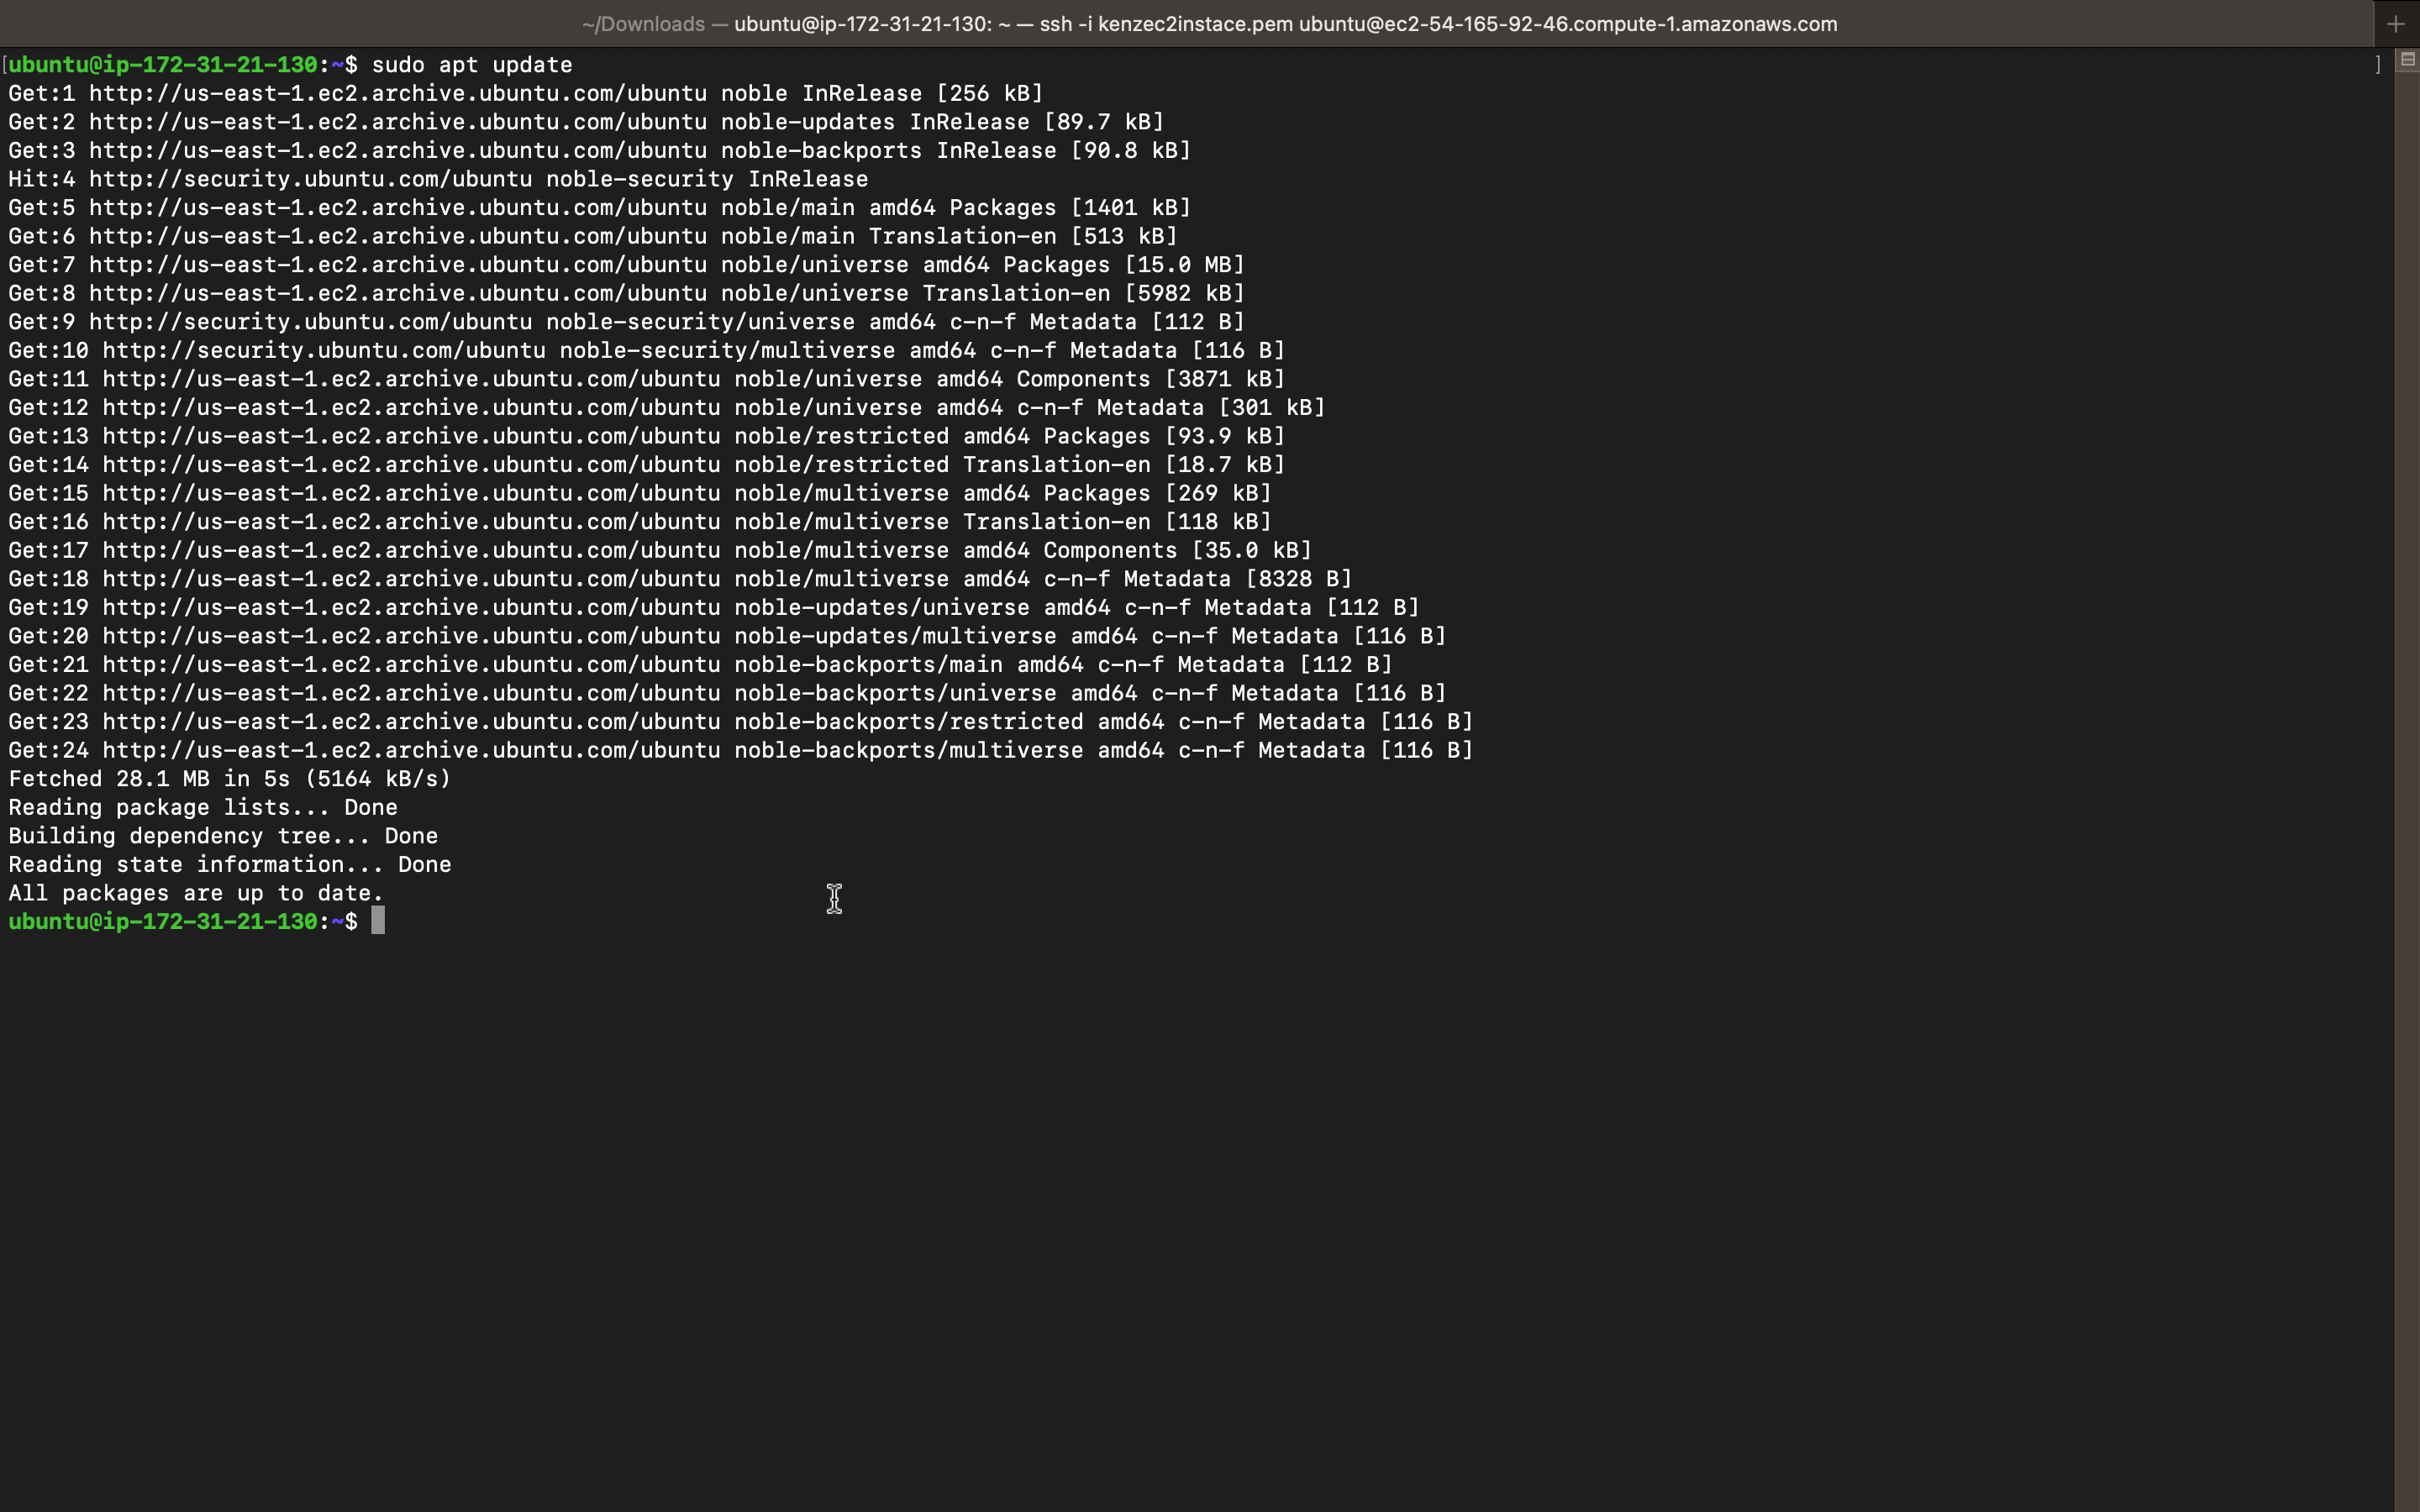 ~/Downloads — ubuntu@ip-172-31-21-130: ~ — ssh -i kenzec2instace.pem ubuntu@ec2-54-165-92-46.compute-1.amazonaws.com
[ubuntu@ip-172-31-21-130:~$ sudo apt update ]
Get:1 http://us-east-1.ec2.archive.ubuntu.com/ubuntu noble InRelease [256 kB]
Get:2 http://us-east-1.ec2.archive.ubuntu.com/ubuntu noble-updates InRelease [89.7 kB]
Get:3 http://us-east-1.ec2.archive.ubuntu.com/ubuntu noble-backports InRelease [90.8 kB]
Hit:4 http://security.ubuntu.com/ubuntu noble-security InRelease
Get:5 http://us-east-1.ec2.archive.ubuntu.com/ubuntu noble/main amd64 Packages [1401 kB]
Get:6 http://us-east-1.ec2.archive.ubuntu.com/ubuntu noble/main Translation-en [513 kB]
Get:7 http://us-east-1.ec2.archive.ubuntu.com/ubuntu noble/universe amd64 Packages [15.0 MB]
Get:8 http://us-east-1.ec2.archive.ubuntu.com/ubuntu noble/universe Translation-en [5982 kB]
Get:9 http://security.ubuntu.com/ubuntu noble-security/universe amd64 c-n-f Metadata [112 B]
Get:10 http://security.ubuntu.com/ubuntu noble-security/multiverse amd64 c-n-f Metadata [116 B]
Get:11 http://us-east-1.ec2.archive.ubuntu.com/ubuntu noble/universe amd64 Components [3871 kB]
Get:12 http://us-east-1.ec2.archive.ubuntu.com/ubuntu noble/universe amd64 c-n-f Metadata [301 kB]
Get:13 http://us-east-1.ec2.archive.ubuntu.com/ubuntu noble/restricted amd64 Packages [93.9 kB]
Get:14 http://us-east-1.ec2.archive.ubuntu.com/ubuntu noble/restricted Translation-en [18.7 kB]
Get:15 http://us-east-1.ec2.archive.ubuntu.com/ubuntu noble/multiverse amd64 Packages [269 kB]
Get:16 http://us-east-1.ec2.archive.ubuntu.com/ubuntu noble/multiverse Translation-en [118 kB]
Get:17 http://us-east-1.ec2.archive.ubuntu.com/ubuntu noble/multiverse amd64 Components [35.0 kB]
Get:18 http://us-east-1.ec2.archive.ubuntu.com/ubuntu noble/multiverse amd64 c-n-f Metadata [8328 B]
Get:19 http://us-east-1.ec2.archive.ubuntu.com/ubuntu noble-updates/universe amd64 c-n-f Metadata [112 B]
Get:20 http://us-east-1.ec2.archive.ubuntu.com/ubuntu noble-updates/multiverse amd64 c-n-f Metadata [116 B]
Get:21 http://us-east-1.ec2.archive.ubuntu.com/ubuntu noble-backports/main amd64 c-n-f Metadata [112 B]
Get:22 http://us-east-1.ec2.archive.ubuntu.com/ubuntu noble-backports/universe amd64 c-n-f Metadata [116 B]
Get:23 http://us-east-1.ec2.archive.ubuntu.com/ubuntu noble-backports/restricted amd64 c-n-f Metadata [116 B]
Get:24 http://us-east-1.ec2.archive.ubuntu.com/ubuntu noble-backports/multiverse amd64 c-n-f Metadata [116 B]
Fetched 28.1 MB in 5s (5164 kB/s)
Reading package lists... Done
Building dependency tree... Done
Reading state information... Done
All packages are up to date.
ubuntu@ip-172-31-21-130:~$